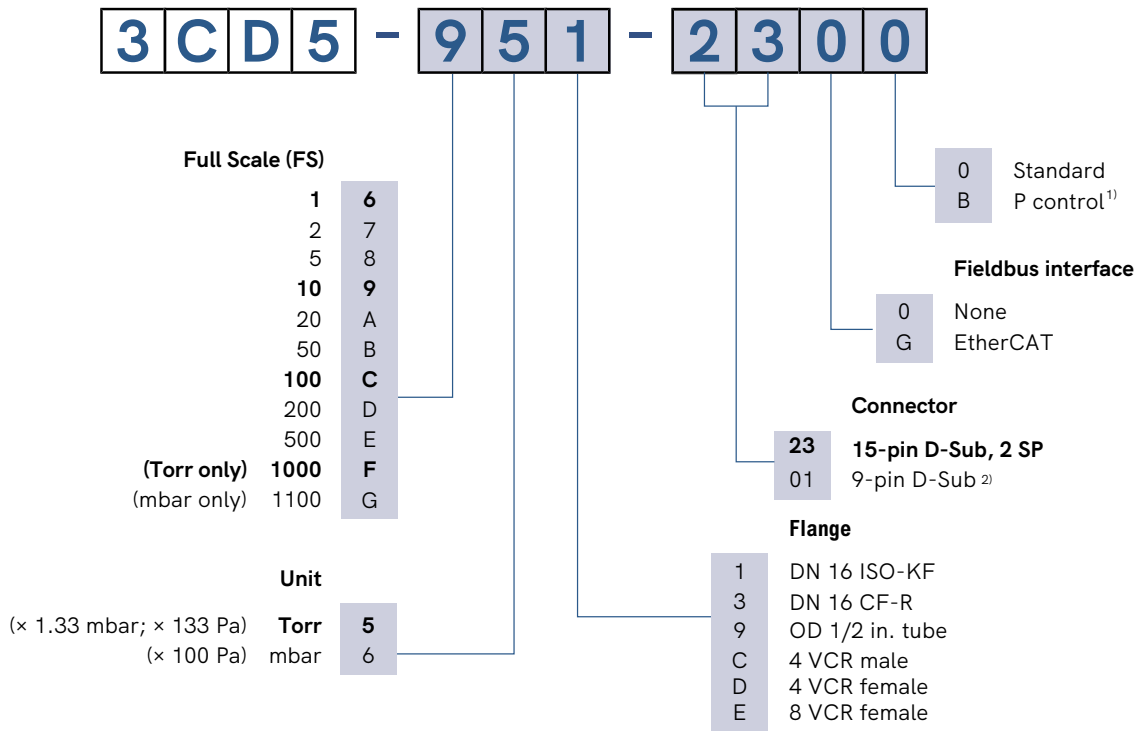 3CD5-951-2300
Full Scale (FS)
1 6
2 7
5 8
10 9
20 A
50 B
100 C
200 D
500 E
(Torr only) 1000 F
(mbar only) 1100 G
Unit
(× 1.33 mbar; × 133 Pa) Torr 5
(× 100 Pa) mbar 6
0 Standard
B P control¹⁾
Fieldbus interface
0 None
G EtherCAT
Connector
23 15-pin D-Sub, 2 SP
01 9-pin D-Sub ²⁾
Flange
1 DN 16 ISO-KF
3 DN 16 CF-R
9 OD 1/2 in. tube
C 4 VCR male
D 4 VCR female
E 8 VCR female